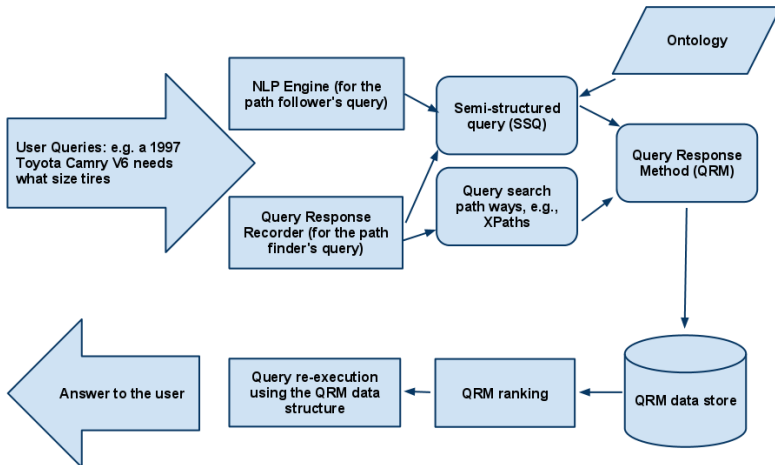 Ontology
NLP Engine (for the
path follower's query)
Semi-structured
query (SSQ)
User Queries: e.g. a 1997
Toyota Camry V6 needs
what size tires
Query Response
Method (QRM)
Query Response
Recorder (for the path
finder's query)
Query search
path ways, e.g.,
XPaths
Answer to the user
Query re-execution
using the QRM data
structure
QRM ranking
QRM data store